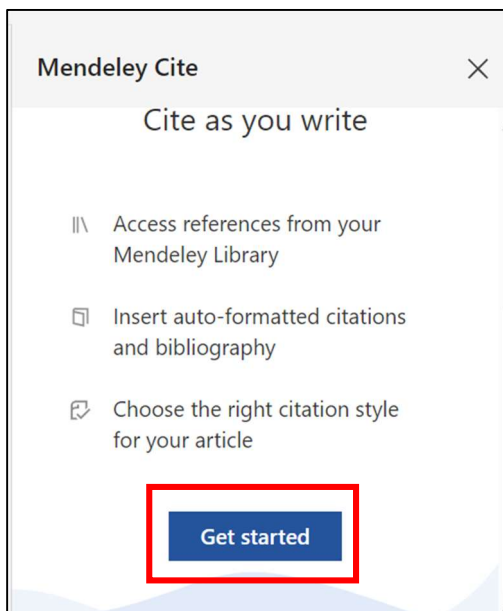 Mendeley Cite
Cite as you write
Access references from your
Mendeley Library
Insert auto-formatted citations
and bibliography
Choose the right citation style
for your article
Get started